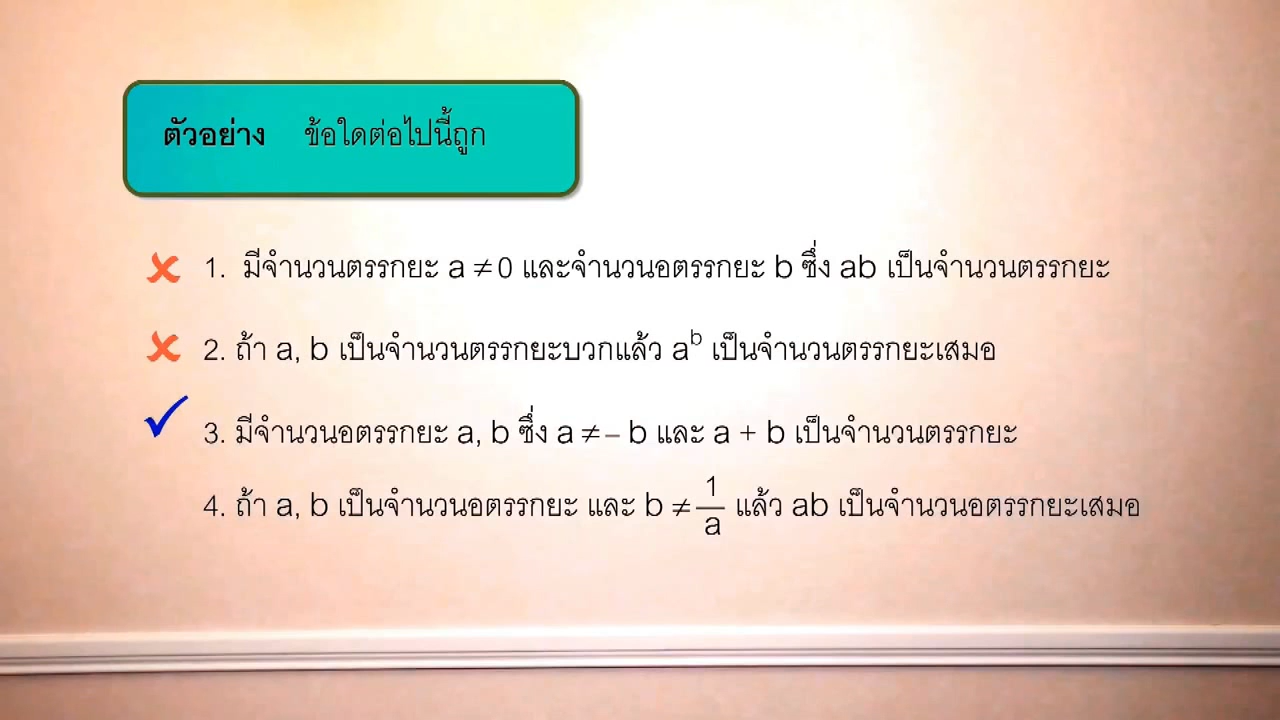 ตัวอย่าง ข้อใดต่อไปนี้ถูก
1. มีจำนวนตรรกยะ a ≠ 0 และจำนวนอตรรกยะ b ซึ่ง ab เป็นจำนวนตรรกยะ
2. ถ้า a, b เป็นจำนวนตรรกยะบวกแล้ว aᵇ เป็นจำนวนตรรกยะเสมอ
3. มีจำนวนอตรรกยะ a, b ซึ่ง a ≠ – b และ a + b เป็นจำนวนตรรกยะ
4. ถ้า a, b เป็นจำนวนอตรรกยะ และ b ≠ 1/a แล้ว ab เป็นจำนวนอตรรกยะเสมอ